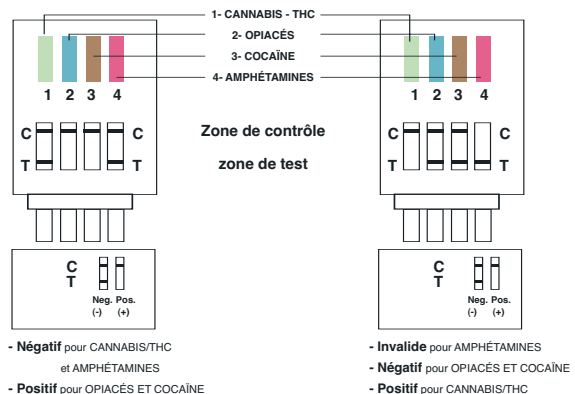 1- CANNABIS - THC
2- OPIACÉS
3- COCAÏNE
4- AMPHÉTAMINES
1 2 3 4
1 2 3 4
C C
T T
Zone de contrôle
zone de test
C C
T T
C
T
Neg. Pos.
(-) (+)
C
T
Neg. Pos.
(-) (+)
- Négatif pour CANNABIS/THC
et AMPHÉTAMINES
- Positif pour OPIACÉS ET COCAÏNE
- Invalide pour AMPHÉTAMINES
- Négatif pour OPIACÉS ET COCAÏNE
- Positif pour CANNABIS/THC